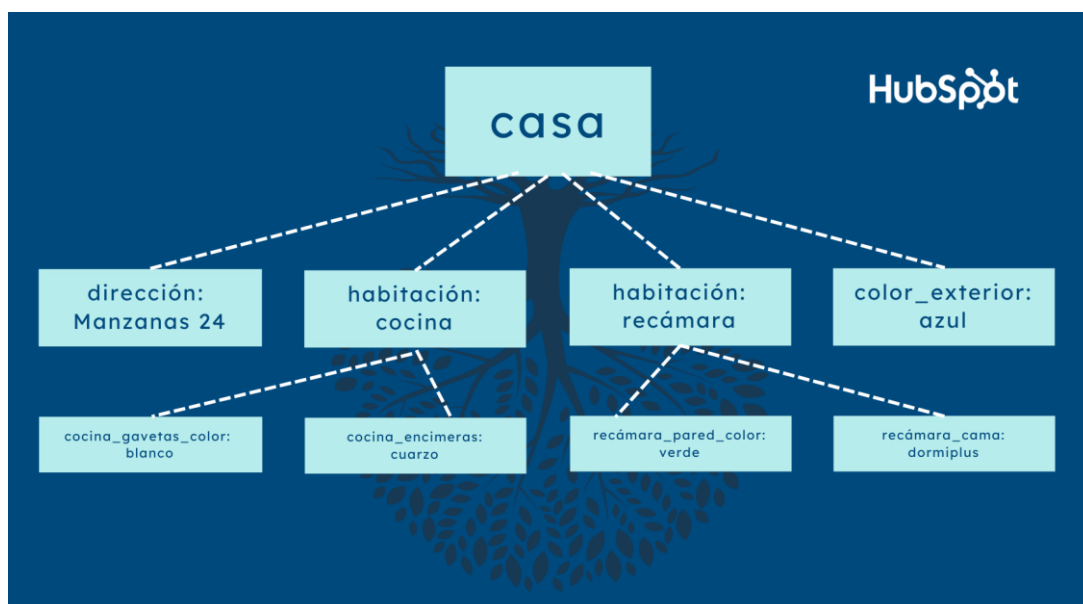 casa
HubSpot
dirección:
Manzanas 24
habitación:
cocina
habitación:
recámara
color_exterior:
azul
cocina_gavetas_color:
blanco
cocina_encimeras:
cuarzo
recámara_pared_color:
verde
recámara_cama:
dormiplus